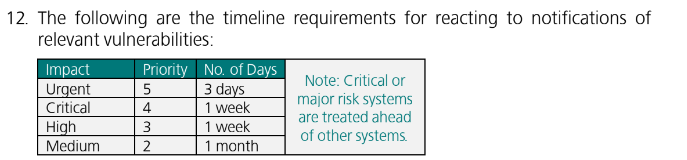 12. The following are the timeline requirements for reacting to notifications of
relevant vulnerabilities:
Impact Priority No. of Days
Urgent 5 3 days
Critical 4 1 week
High 3 1 week
Medium 2 1 month
Note: Critical or
major risk systems
are treated ahead
of other systems.